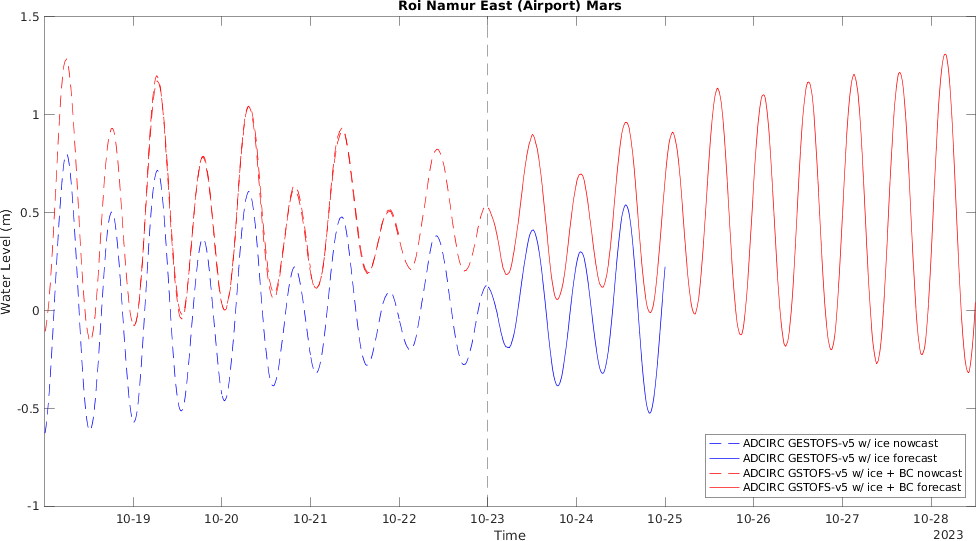 Roi Namur East (Airport) Mars
1.5
1
0.5
0
-0.5
-1
Water Level (m)
10-19
10-20
10-21
10-22
10-23
10-24
10-25
10-26
10-27
10-28
Time
2023
ADCIRC GESTOFS-v5 w/ ice nowcast
ADCIRC GESTOFS-v5 w/ ice forecast
ADCIRC GSTOFS-v5 w/ ice + BC nowcast
ADCIRC GSTOFS-v5 w/ ice + BC forecast